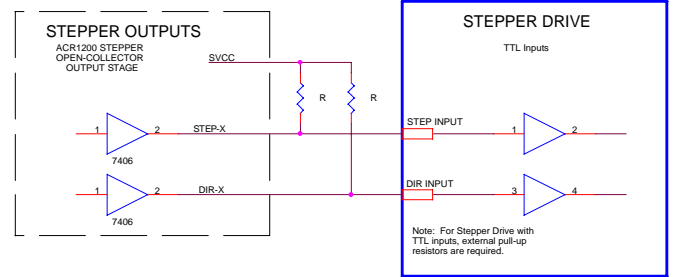 STEPPER OUTPUTS
ACR1200 STEPPER
OPEN-COLLECTOR
OUTPUT STAGE
SVCC
R
R
1
2
STEP-X
7406
1
2
DIR-X
7406
STEPPER DRIVE
TTL Inputs
STEP INPUT
1
2
DIR INPUT
3
4
Note: For Stepper Drive with
TTL inputs, external pull-up
resistors are required.